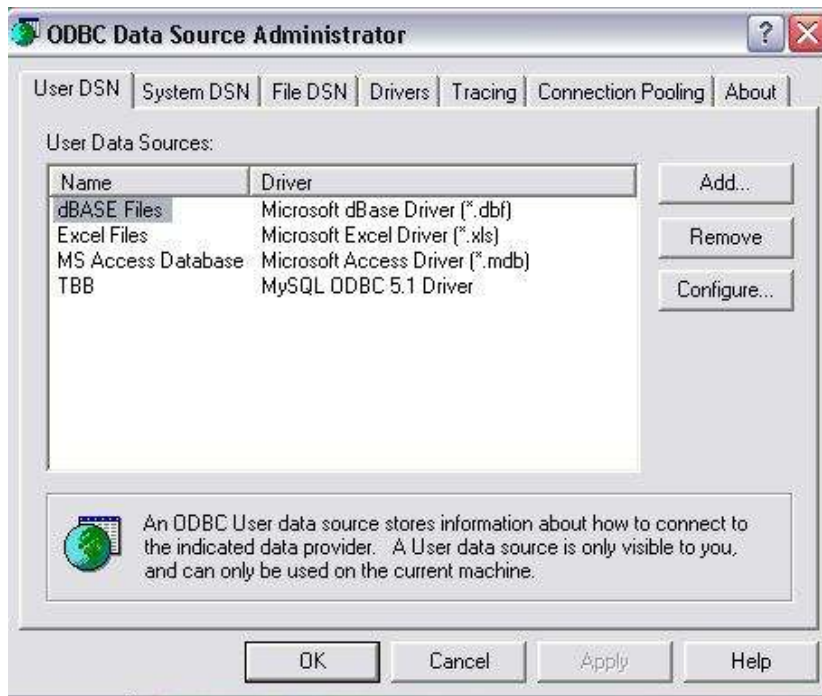 ODBC Data Source Administrator
User DSN System DSN File DSN Drivers Tracing Connection Pooling About
User Data Sources:
Name Driver
dBASE Files Microsoft dBase Driver (*.dbf)
Excel Files Microsoft Excel Driver (*.xls)
MS Access Database Microsoft Access Driver (*.mdb)
TBB MySQL ODBC 5.1 Driver
Add...
Remove
Configure...
An ODBC User data source stores information about how to connect to
the indicated data provider. A User data source is only visible to you,
and can only be used on the current machine.
OK Cancel Apply Help